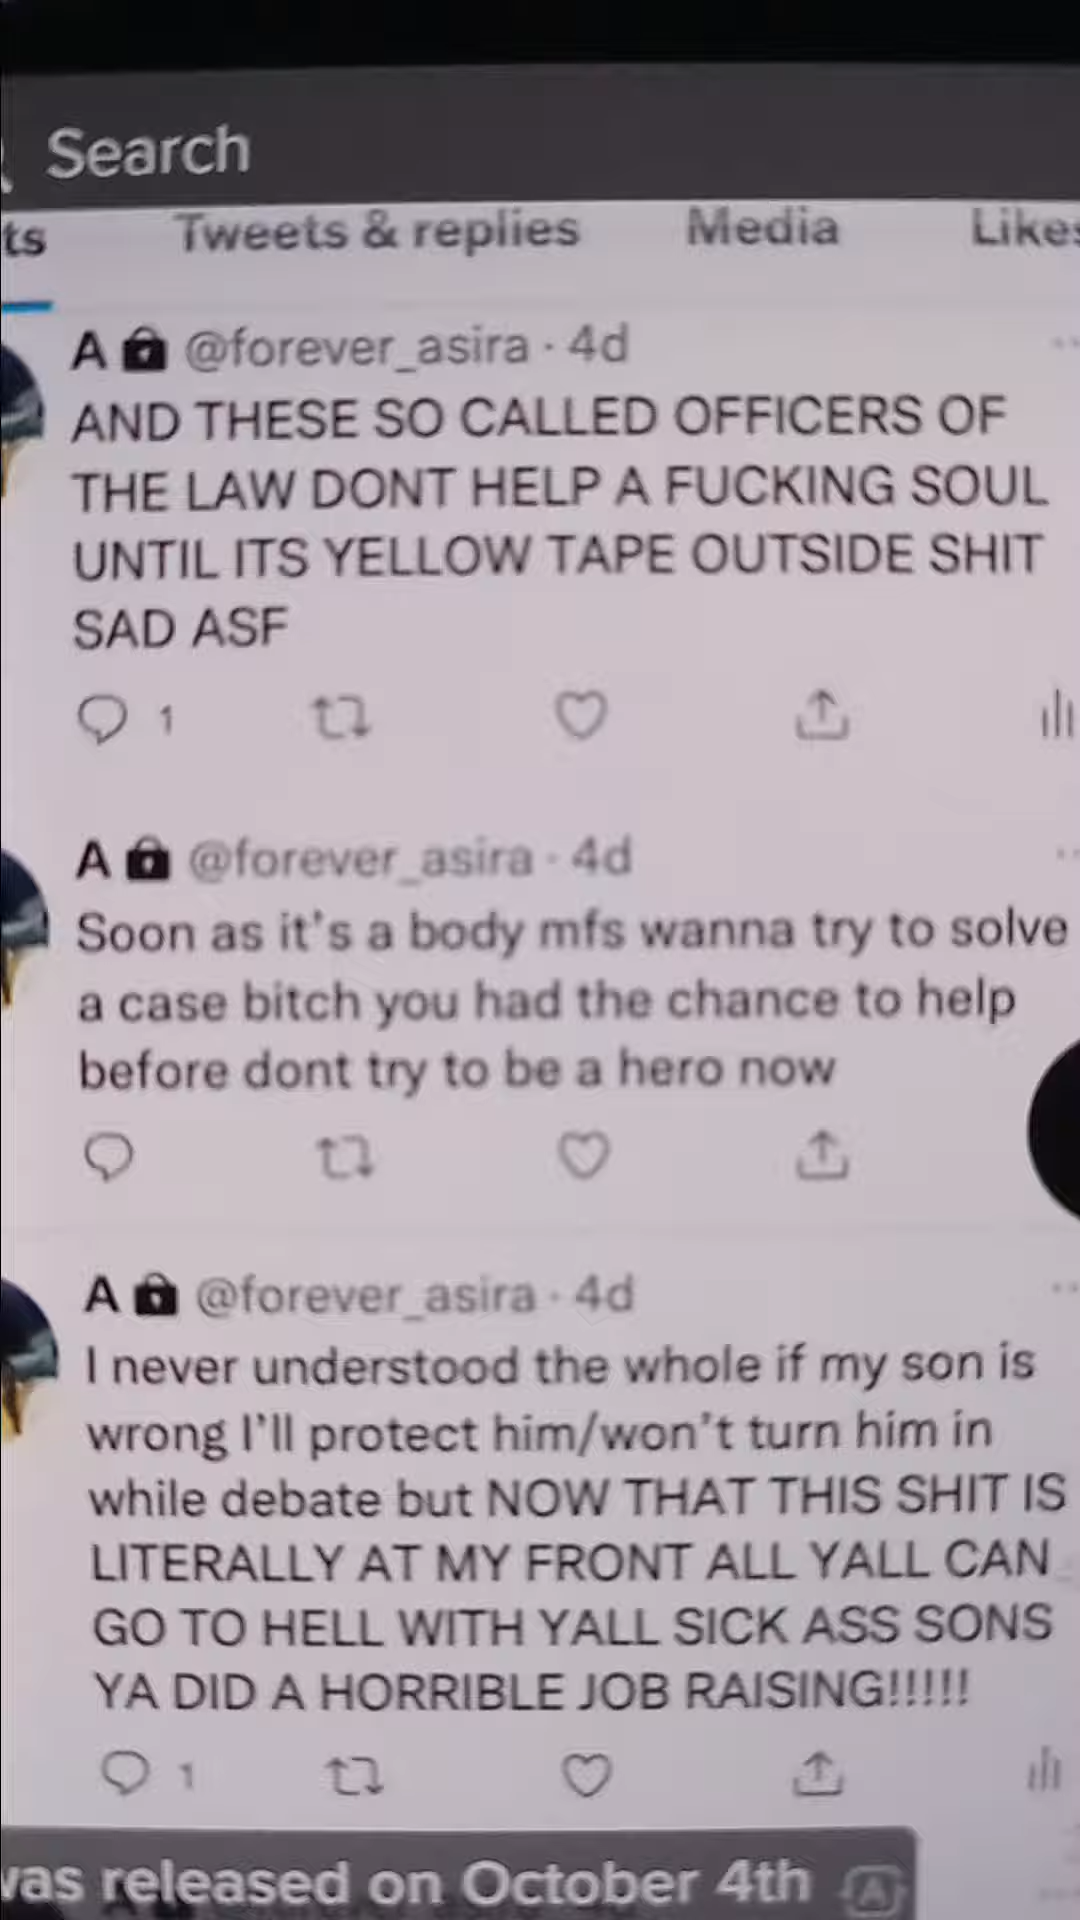 Search
ts Tweets & replies Media Likes
A @forever_asira · 4d
AND THESE SO CALLED OFFICERS OF
THE LAW DONT HELP A FUCKING SOUL
UNTIL ITS YELLOW TAPE OUTSIDE SHIT
SAD ASF
1
A @forever_asira · 4d
Soon as it's a body mfs wanna try to solve
a case bitch you had the chance to help
before dont try to be a hero now
A @forever_asira · 4d
I never understood the whole if my son is
wrong I'll protect him/won't turn him in
while debate but NOW THAT THIS SHIT IS
LITERALLY AT MY FRONT ALL YALL CAN
GO TO HELL WITH YALL SICK ASS SONS
YA DID A HORRIBLE JOB RAISING!!!!!
1
was released on October 4th